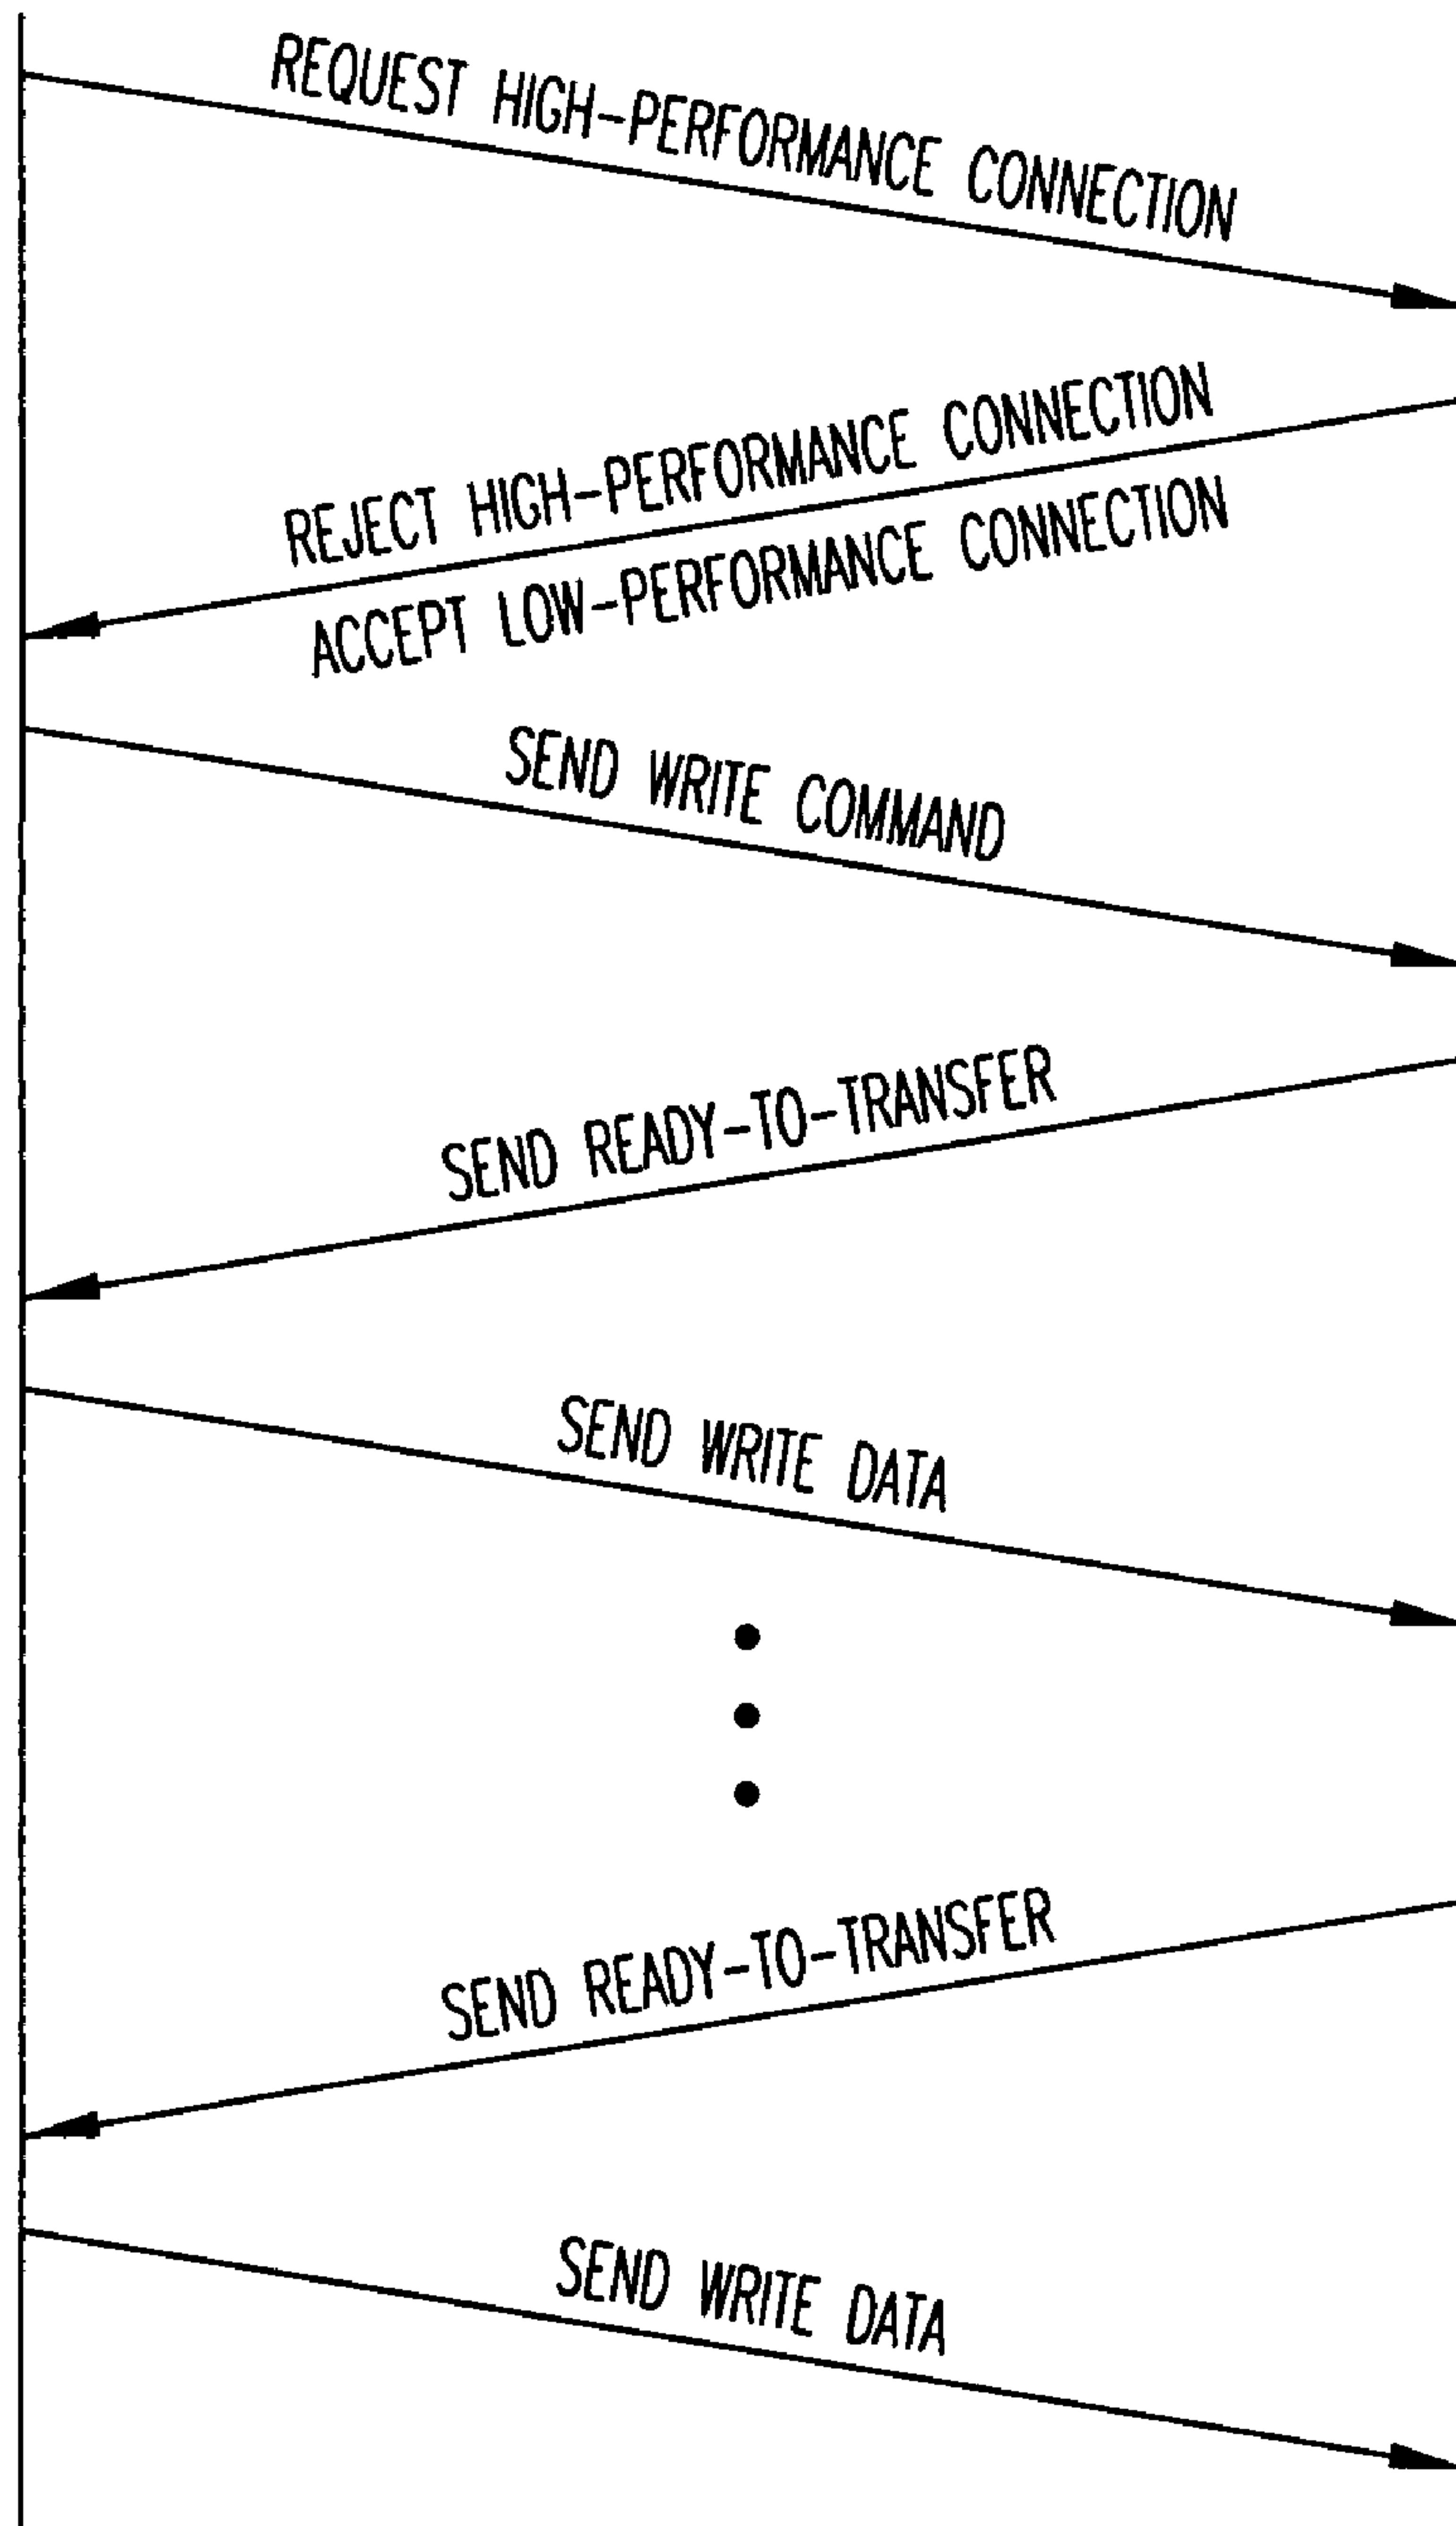 REQUEST HIGH-PERFORMANCE CONNECTION
REJECT HIGH-PERFORMANCE CONNECTION
ACCEPT LOW-PERFORMANCE CONNECTION
SEND WRITE COMMAND
SEND READY-TO-TRANSFER
SEND WRITE DATA
SEND READY-TO-TRANSFER
SEND WRITE DATA